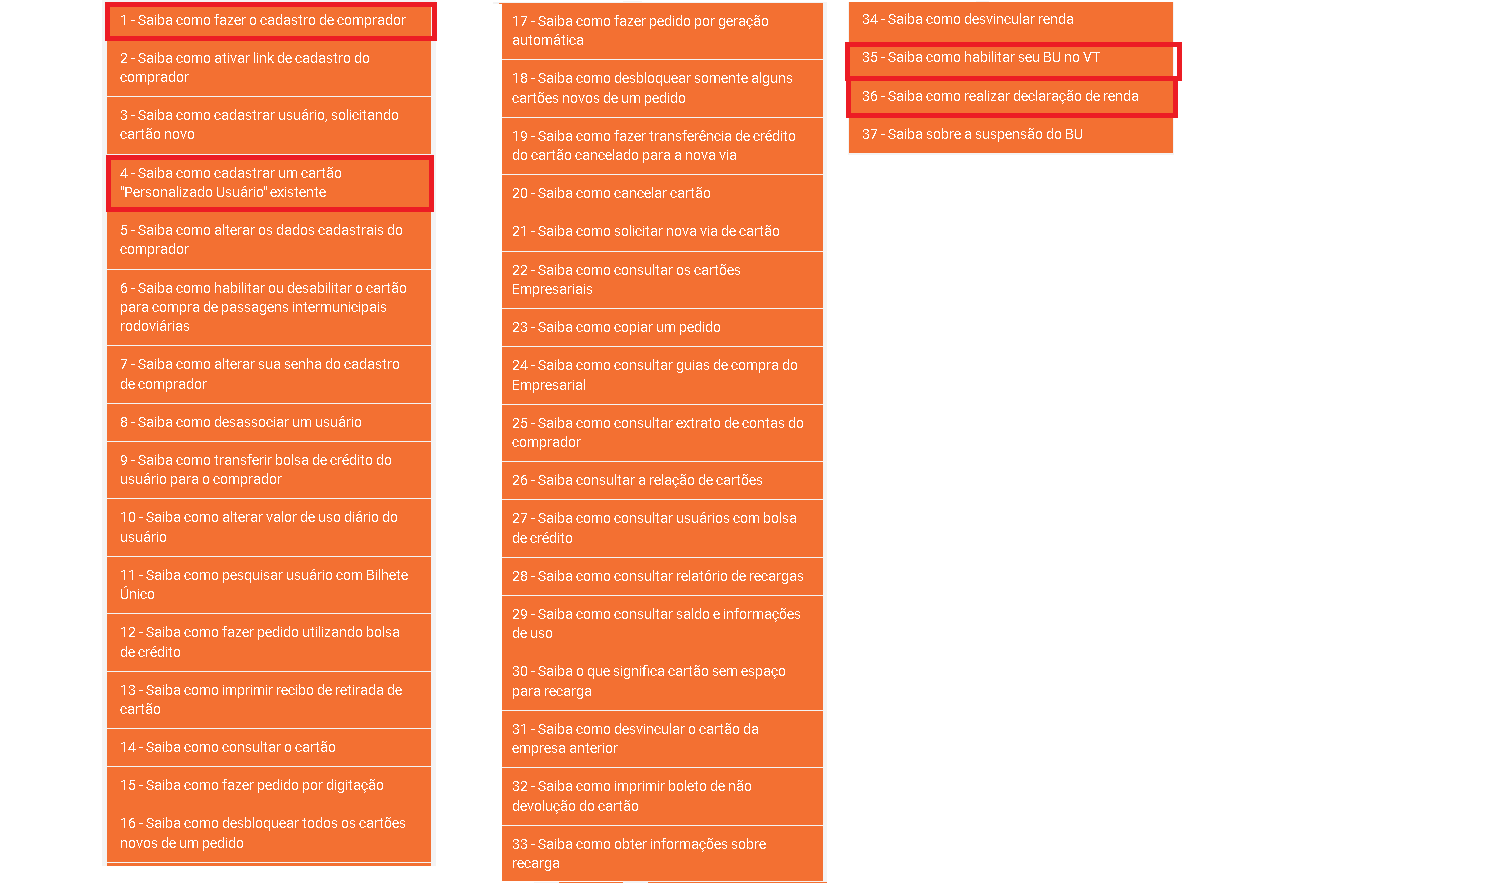 1 - Saiba como fazer o cadastro de comprador
2 - Saiba como ativar link de cadastro do
comprador
3 - Saiba como cadastrar usuário, solicitando
cartão novo
4 - Saiba como cadastrar um cartão
"Personalizado Usuário" existente
5 - Saiba como alterar os dados cadastrais do
comprador
6 - Saiba como habilitar ou desabilitar o cartão
para compra de passagens intermunicipais
rodoviárias
7 - Saiba como alterar sua senha do cadastro
de comprador
8 - Saiba como desassociar um usuário
9 - Saiba como transferir bolsa de crédito do
usuário para o comprador
10 - Saiba como alterar valor de uso diário do
usuário
11 - Saiba como pesquisar usuário com Bilhete
Único
12 - Saiba como fazer pedido utilizando bolsa
de crédito
13 - Saiba como imprimir recibo de retirada de
cartão
14 - Saiba como consultar o cartão
15 - Saiba como fazer pedido por digitação
16 - Saiba como desbloquear todos os cartões
novos de um pedido
17 - Saiba como fazer pedido por geração
automática
18 - Saiba como desbloquear somente alguns
cartões novos de um pedido
19 - Saiba como fazer transferência de crédito
do cartão cancelado para a nova via
20 - Saiba como cancelar cartão
21 - Saiba como solicitar nova via de cartão
22 - Saiba como consultar os cartões
Empresariais
23 - Saiba como copiar um pedido
24 - Saiba como consultar guias de compra do
Empresarial
25 - Saiba como consultar extrato de contas do
comprador
26 - Saiba consultar a relação de cartões
27 - Saiba como consultar usuários com bolsa
de crédito
28 - Saiba como consultar relatório de recargas
29 - Saiba como consultar saldo e informações
de uso
30 - Saiba o que significa cartão sem espaço
para recarga
31 - Saiba como desvincular o cartão da
empresa anterior
32 - Saiba como imprimir boleto de não
devolução do cartão
33 - Saiba como obter informações sobre
recarga
34 - Saiba como desvincular renda
35 - Saiba como habilitar seu BU no VT
36 - Saiba como realizar declaração de renda
37 - Saiba sobre a suspensão do BU